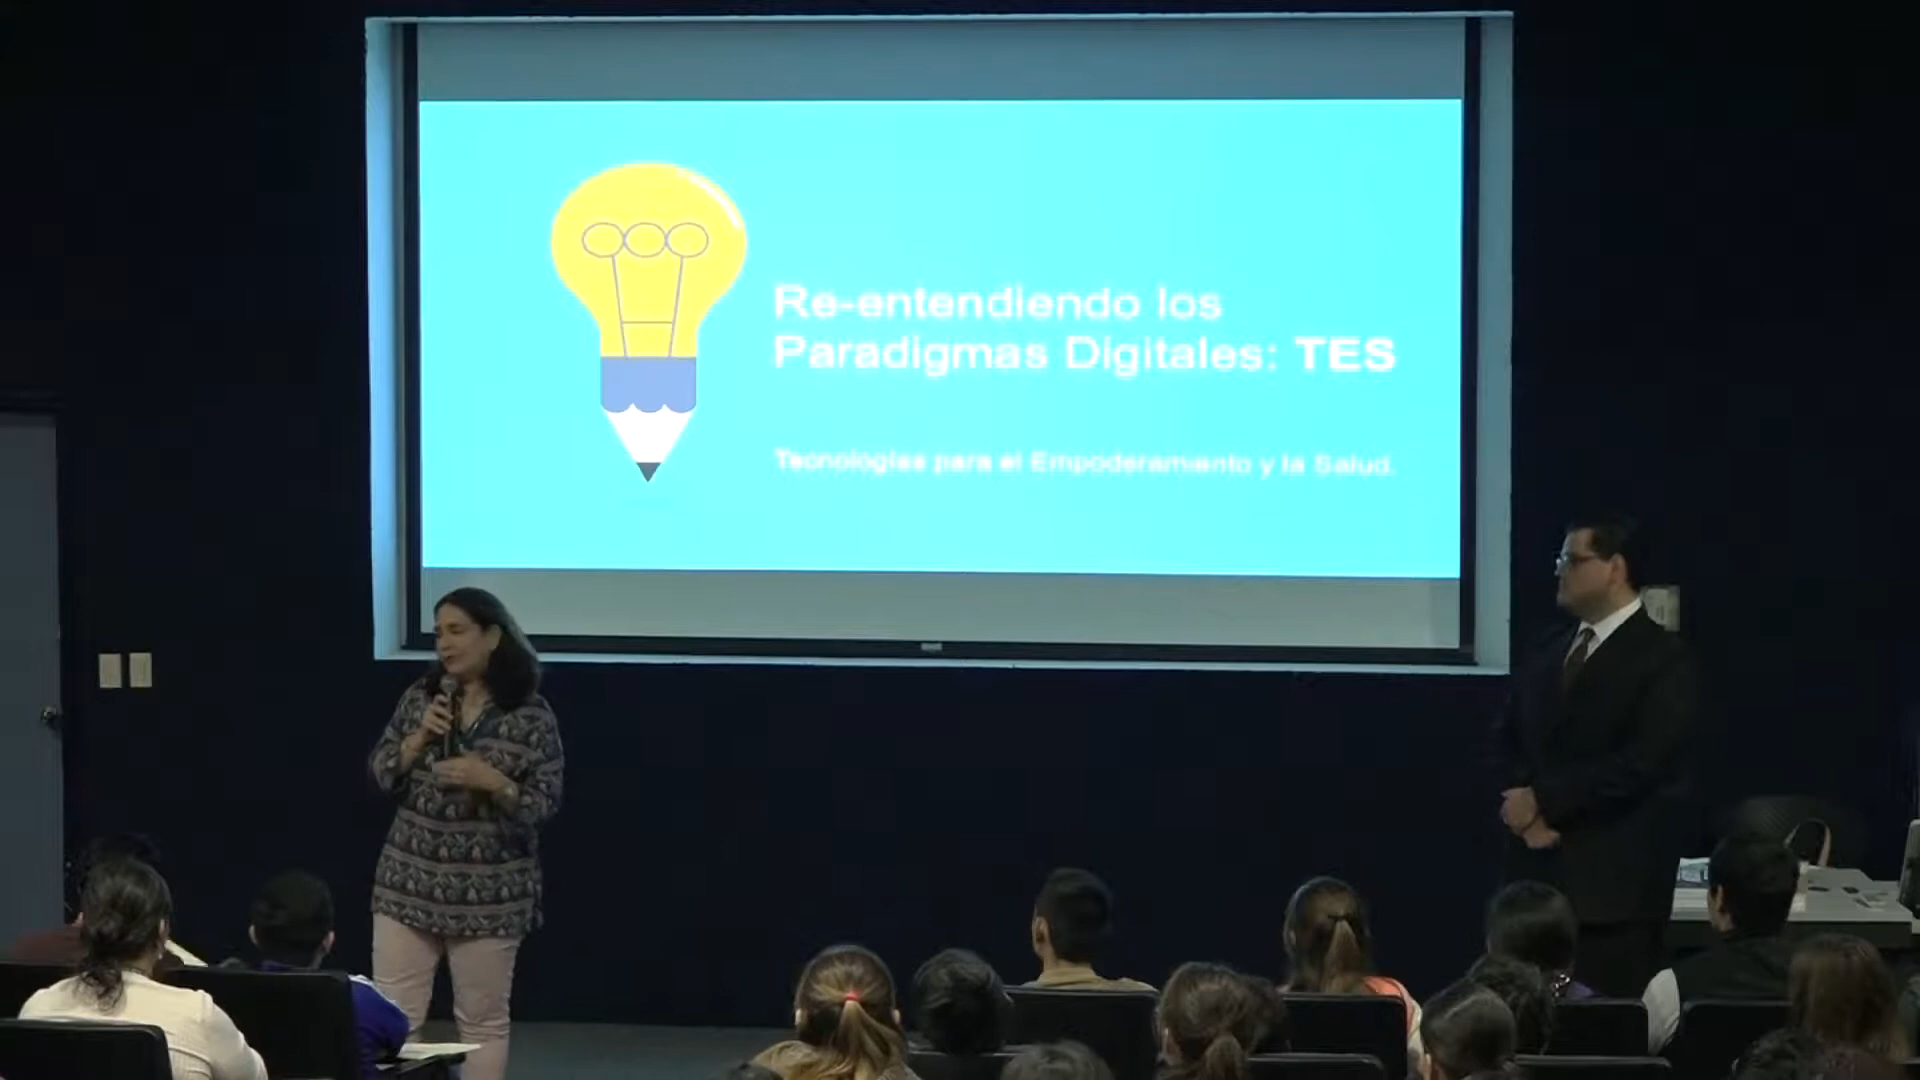 Re-entendiendo los
Paradigmas Digitales: TES
Tecnologías para el Empoderamiento y la Salud.